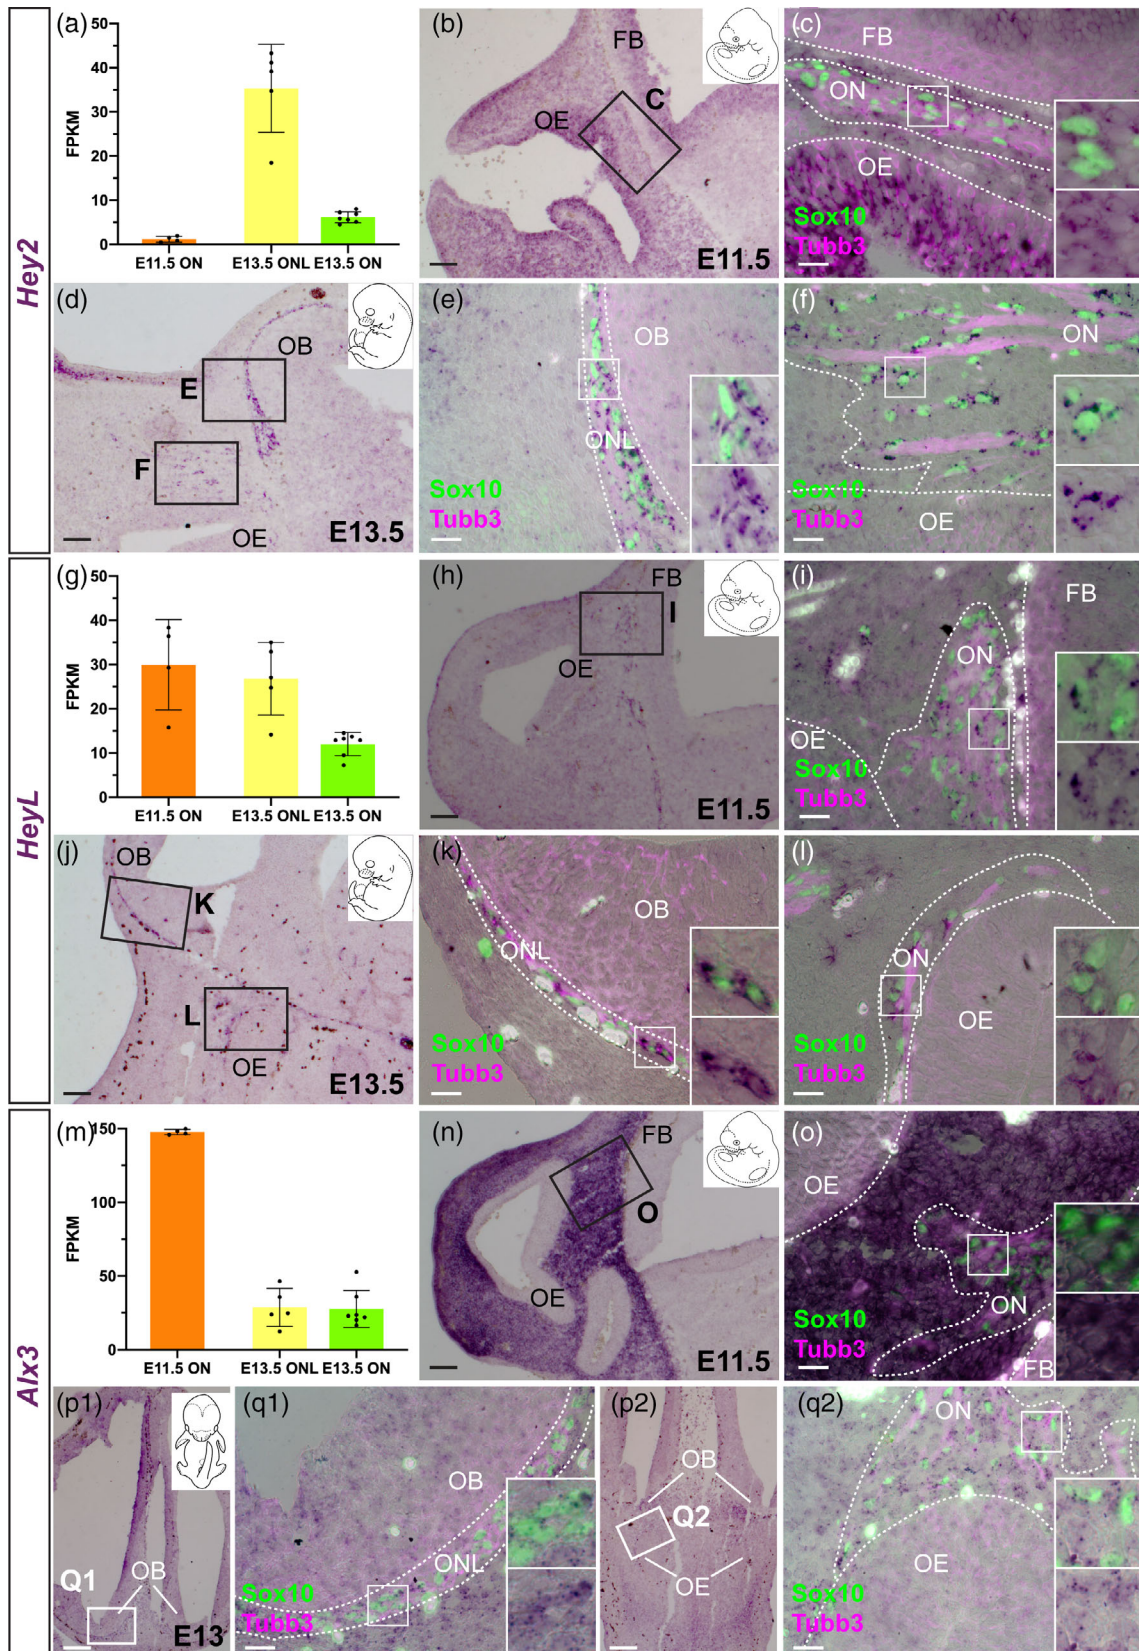 Hey2
(a)
FPKM
50
40
30
20
10
0
E11.5 ON
E13.5 ONL
E13.5 ON
(b)
FB
OE
C
E11.5
(c)
FB
ON
OE
Sox10
Tubb3
(d)
OB
E
F
OE
E13.5
(e)
OB
ONL
Sox10
Tubb3
(f)
ON
Sox10
Tubb3
OE
HeyL
(g)
FPKM
50
40
30
20
10
0
E11.5 ON
E13.5 ONL
E13.5 ON
(h)
FB
I
OE
E11.5
(i)
FB
ON
OE
Sox10
Tubb3
(j)
OB
K
L
OE
E13.5
(k)
OB
ONL
Sox10
Tubb3
(l)
ON
OE
Sox10
Tubb3
Alx3
(m)
FPKM
150
100
50
0
E11.5 ON
E13.5 ONL
E13.5 ON
(n)
FB
O
OE
E11.5
(o)
OE
ON
Sox10
Tubb3
FB
(p1)
Q1
OB
E13
(q1)
OB
ONL
Sox10
Tubb3
(p2)
OB
Q2
OE
(q2)
ON
OE
Sox10
Tubb3